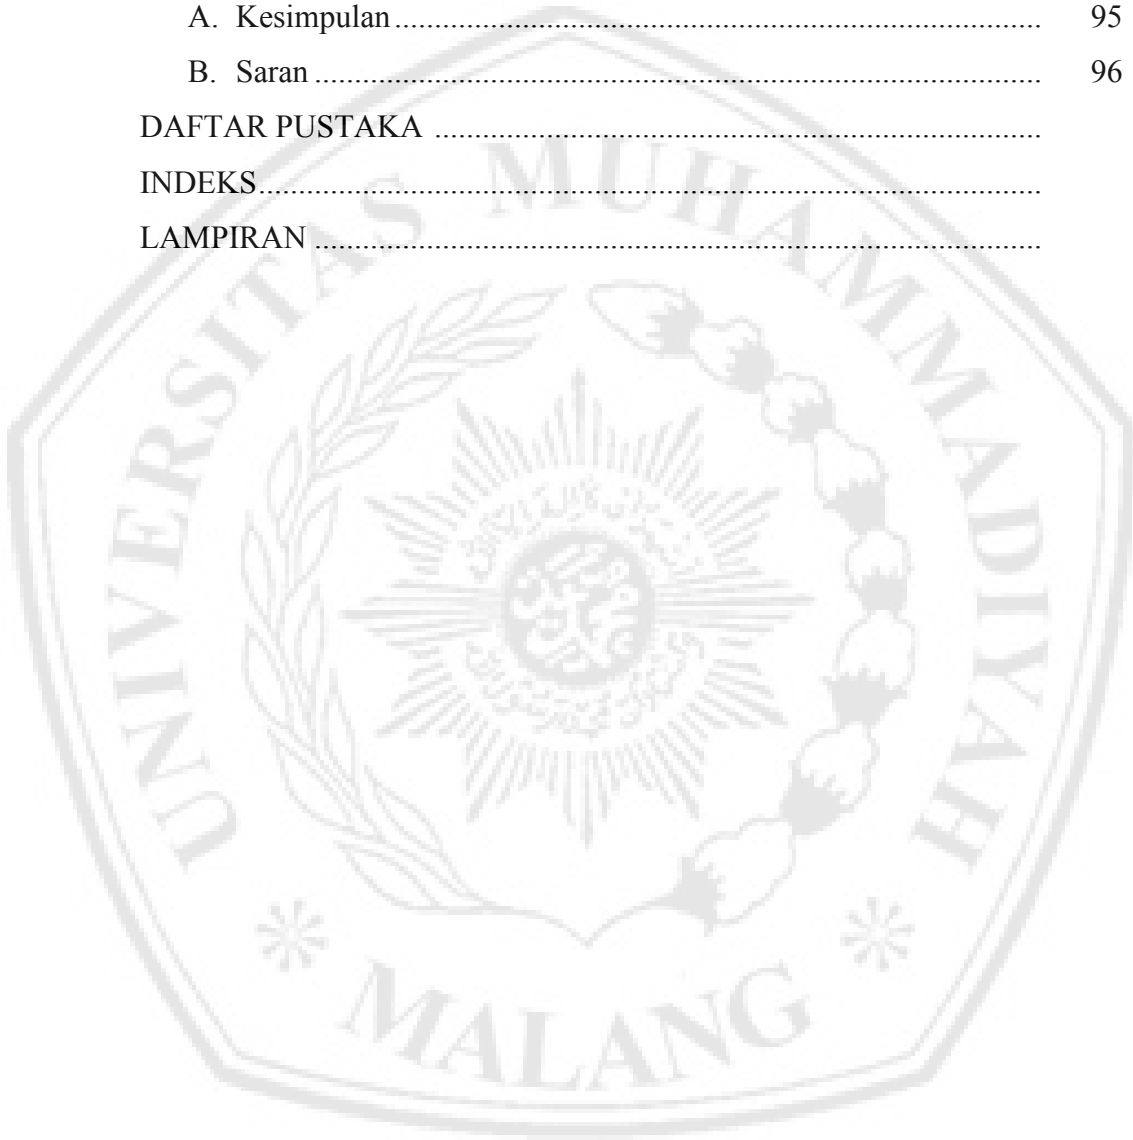 A. Kesimpulan ................................................................................ 95
B. Saran .......................................................................................... 96
DAFTAR PUSTAKA ...........................................................................
INDEKS.................................................................................................
LAMPIRAN ..........................................................................................
UNIVERSITAS MUHAMMADIYAH
MALANG